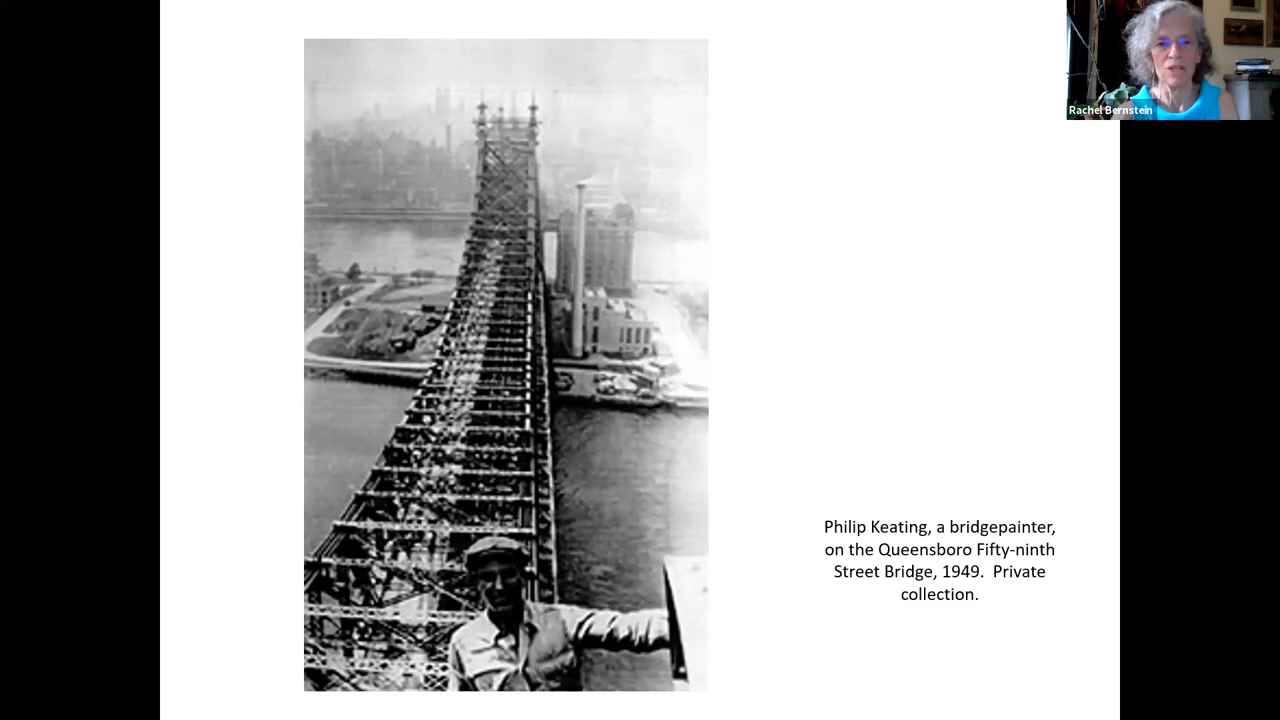 Rachel Bernstein
Philip Keating, a bridgepainter,
on the Queensboro Fifty-ninth
Street Bridge, 1949.  Private
collection.